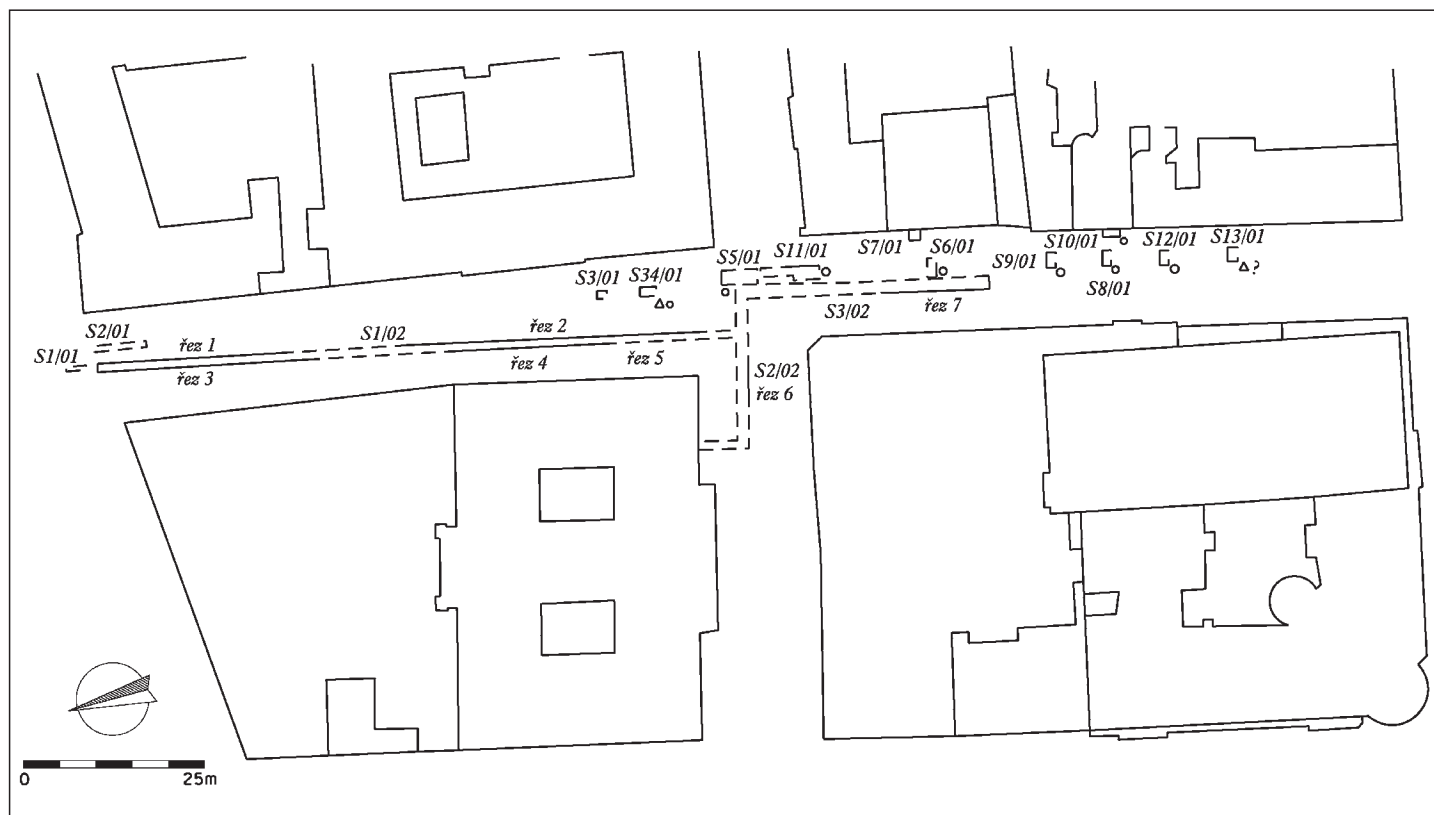 S7/01
S6/01
S10/01
S12/01
S13/01
S5/01
S11/01
S9/01
S3/01
S34/01
S8/01
?
S3/02
řez 7
S2/01
S1/01
řez 1
S1/02
řez 2
řez 3
řez 4
řez 5
S2/02
řez 6
0
25m